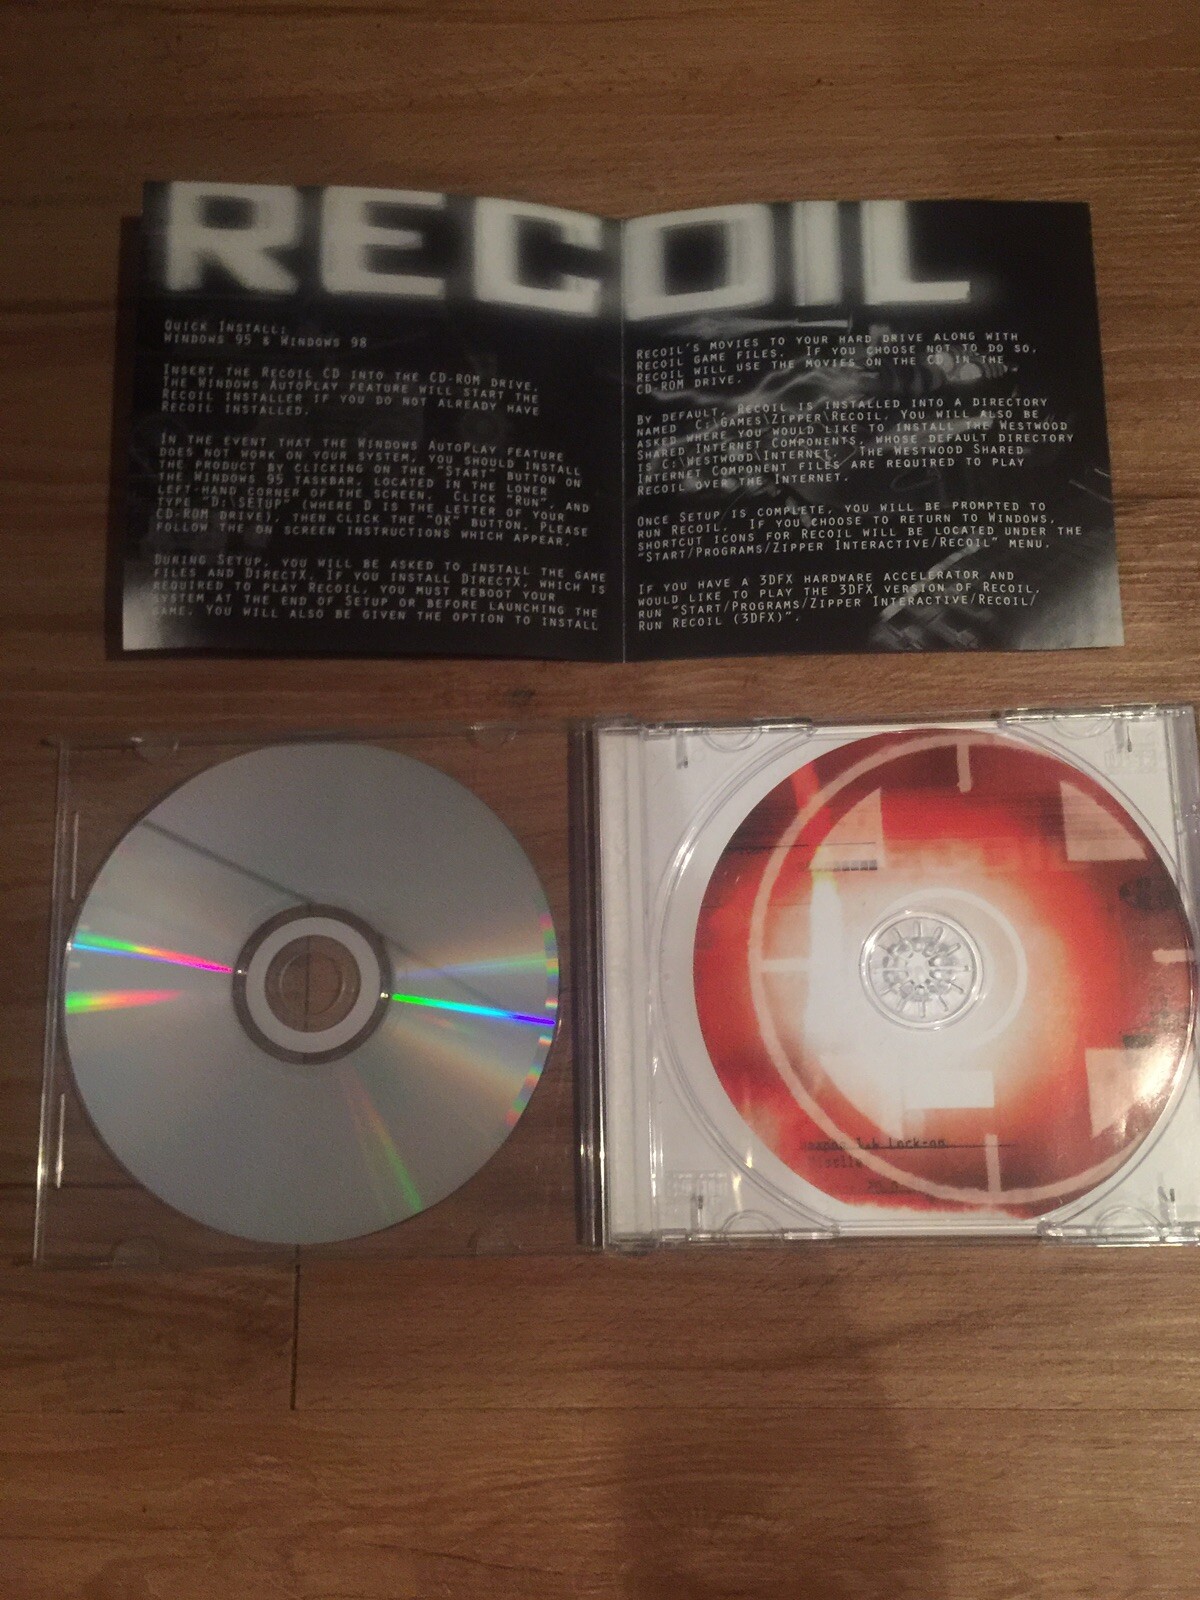 RECOIL
QUICK INSTALL:
WINDOWS 95 & WINDOWS 98
INSERT THE RECOIL CD INTO THE CD-ROM DRIVE.
THE WINDOWS AUTOPLAY FEATURE WILL START THE
RECOIL INSTALLER IF YOU DO NOT ALREADY HAVE
RECOIL INSTALLED.
IN THE EVENT THAT THE WINDOWS AUTOPLAY FEATURE
DOES NOT WORK ON YOUR SYSTEM, YOU SHOULD INSTALL
THE PRODUCT BY CLICKING ON THE "START" BUTTON ON
THE WINDOWS 95 TASKBAR, LOCATED IN THE LOWER
LEFT-HAND CORNER OF THE SCREEN. CLICK "RUN", AND
TYPE "D:\SETUP" (WHERE D IS THE LETTER OF YOUR
CD-ROM DRIVE), THEN CLICK THE "OK" BUTTON. PLEASE
FOLLOW THE ON SCREEN INSTRUCTIONS WHICH APPEAR.
DURING SETUP, YOU WILL BE ASKED TO INSTALL THE GAME
FILES AND DIRECTX. IF YOU INSTALL DIRECTX, WHICH IS
REQUIRED TO PLAY RECOIL, YOU MUST REBOOT YOUR
SYSTEM AT THE END OF SETUP OR BEFORE LAUNCHING THE
GAME. YOU WILL ALSO BE GIVEN THE OPTION TO INSTALL
RECOIL'S MOVIES TO YOUR HARD DRIVE ALONG WITH
RECOIL GAME FILES. IF YOU CHOOSE NOT TO DO SO,
RECOIL WILL USE THE MOVIES ON THE CD IN THE
CD-ROM DRIVE.
BY DEFAULT, RECOIL IS INSTALLED INTO A DIRECTORY
NAMED C:\GAMES\ZIPPER\RECOIL. YOU WILL ALSO BE
ASKED WHERE YOU WOULD LIKE TO INSTALL THE WESTWOOD
SHARED INTERNET COMPONENTS, WHOSE DEFAULT DIRECTORY
IS C:\WESTWOOD\INTERNET. THE WESTWOOD SHARED
INTERNET COMPONENT FILES ARE REQUIRED TO PLAY
RECOIL OVER THE INTERNET.
ONCE SETUP IS COMPLETE, YOU WILL BE PROMPTED TO
RUN RECOIL. IF YOU CHOOSE TO RETURN TO WINDOWS,
SHORTCUT ICONS FOR RECOIL WILL BE LOCATED UNDER THE
"START/PROGRAMS/ZIPPER INTERACTIVE/RECOIL" MENU.
IF YOU HAVE A 3DFX HARDWARE ACCELERATOR AND
WOULD LIKE TO PLAY THE 3DFX VERSION OF RECOIL,
RUN "START/PROGRAMS/ZIPPER INTERACTIVE/RECOIL/
RUN RECOIL (3DFX)".
Weapon Lock-on
Missile